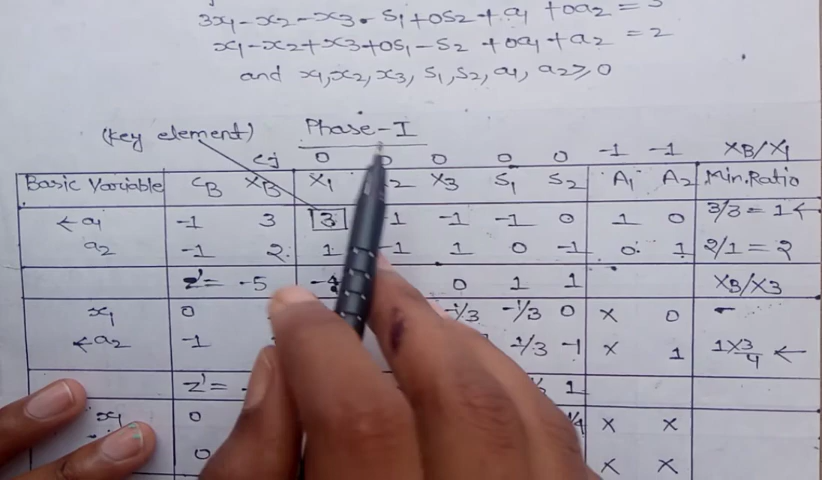 3x1 - x2 - x3 - s1 + 0s2 + a1 + 0a2 = 3
x1 - x2 + x3 + 0s1 - s2 + 0a1 + a2 = 2
and x1, x2, x3, s1, s2, a1, a2 ≥ 0
(key element) Phase-I
Cj 0 0 0 0 0 -1 -1 XB/X1
Basic Variable CB XB X1 X3 S1 S2 A1 A2 Min. Ratio
← a1 -1 3 3 -1 -1 -1 0 1 0 3/3 = 1 ←
a2 -1 2 1 -1 1 0 -1 0 1 2/1 = 2
z' = -5 -4 0 1 1 XB/X3
x1 0 -1/3 -1/3 0 × 0 -
← a2 -1 1/3 -1 × 1 1×3/4 ←
z' = 1
x1 0 × ×
0 × ×